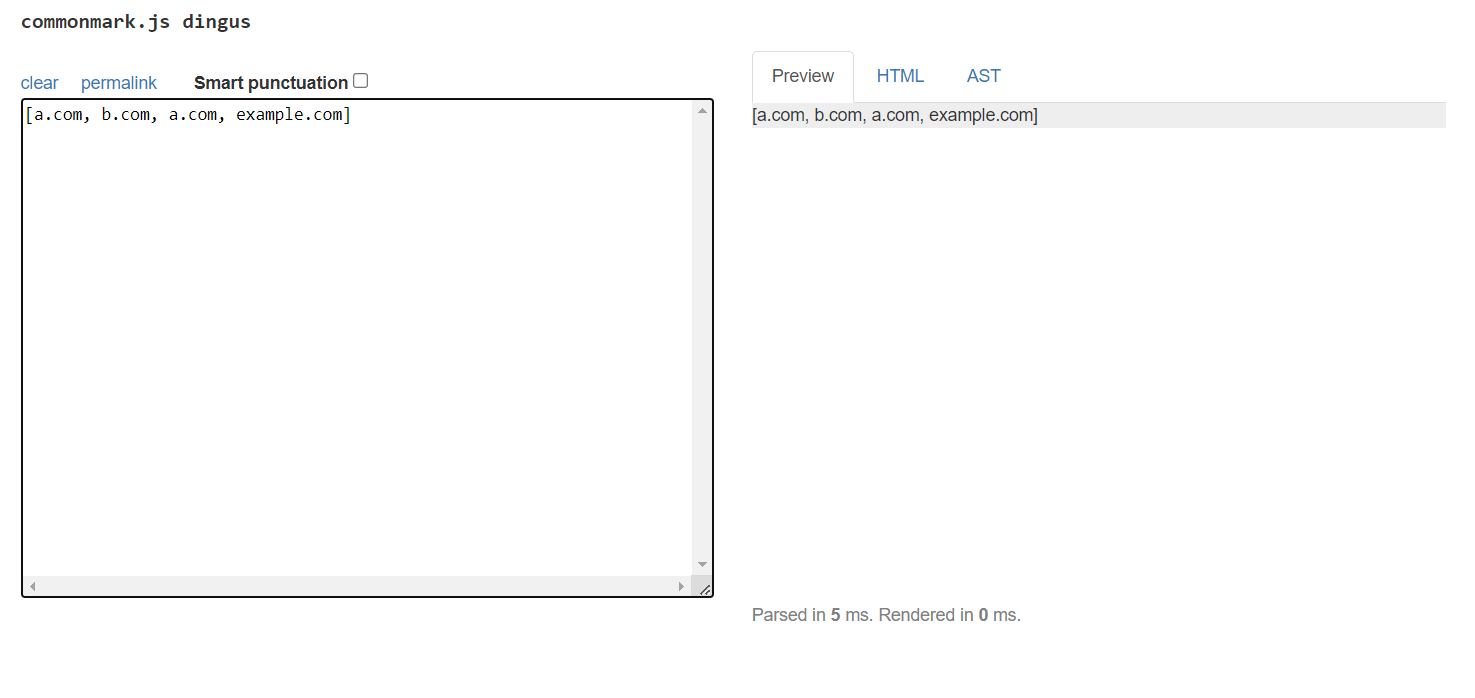 commonmark.js dingus
clear permalink Smart punctuation
Preview HTML AST
[a.com, b.com, a.com, example.com]
[a.com, b.com, a.com, example.com]
Parsed in 5 ms. Rendered in 0 ms.